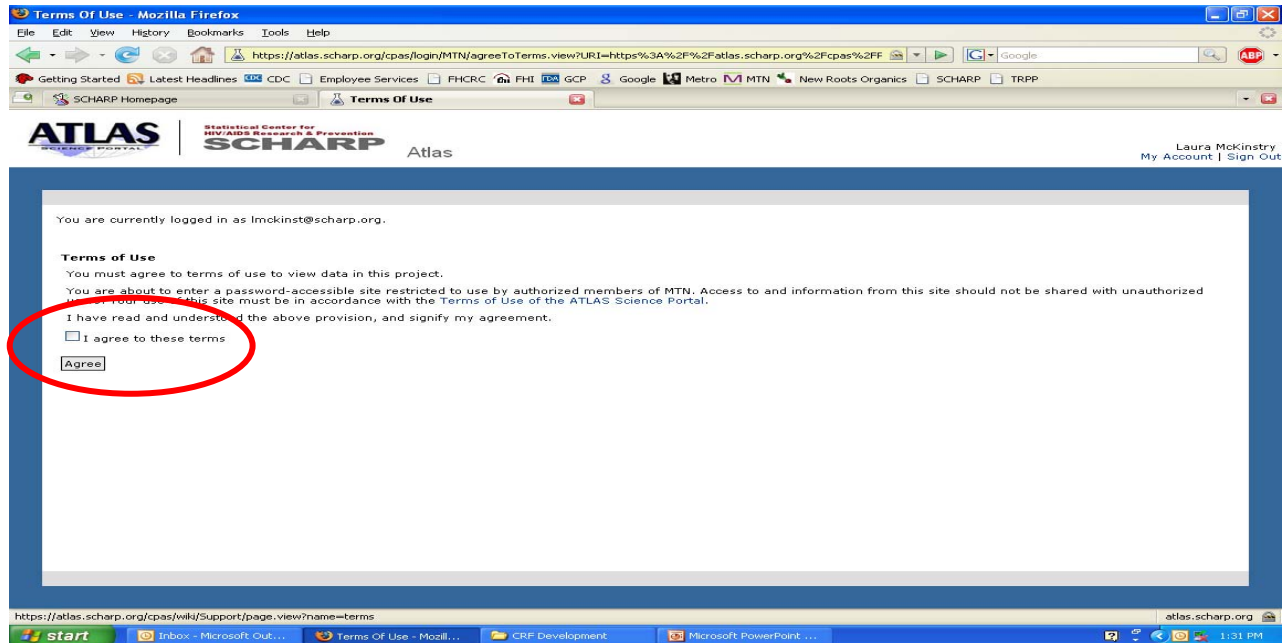 Terms Of Use - Mozilla Firefox
File Edit View History Bookmarks Tools Help
https://atlas.scharp.org/cpas/login/MTN/agreeToTerms.view?URI=https%3A%2F%2Fatlas.scharp.org%2Fcpas%2FF
Google
ABP
Getting Started Latest Headlines CDC CDC Employee Services FHCRC FHI FDA GCP Google Metro MTN New Roots Organics SCHARP TRPP
SCHARP Homepage Terms Of Use
ATLAS
SCIENCE PORTAL
Statistical Center for
HIV/AIDS Research & Prevention
SCHARP
Atlas
Laura McKinstry
My Account | Sign Out
You are currently logged in as lmckinst@scharp.org.
Terms of Use
You must agree to terms of use to view data in this project.
You are about to enter a password-accessible site restricted to use by authorized members of MTN. Access to and information from this site should not be shared with unauthorized
Your use of this site must be in accordance with the Terms of Use of the ATLAS Science Portal.
I have read and understood the above provision, and signify my agreement.
I agree to these terms
Agree
https://atlas.scharp.org/cpas/wiki/Support/page.view?name=terms
atlas.scharp.org
start Inbox - Microsoft Out... Terms Of Use - Mozill... CRF Development Microsoft PowerPoint ... 1:31 PM